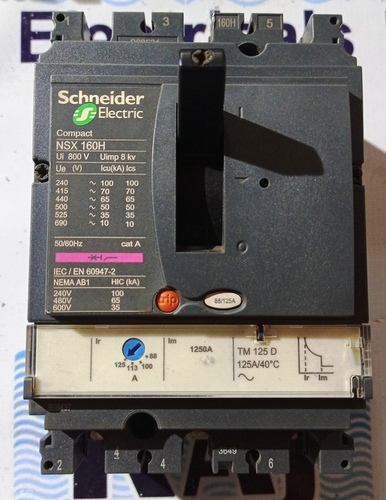 3
160H
5
Schneider
Electric
Compact
NSX 160H
Ui 800 V Uimp 8 kv
Ue (V) Icu(kA) Ics
240 ~ 100 100
415 ~ 70 70
440 ~ 65 65
500 ~ 50 50
525 ~ 35 35
690 ~ 10 10
50/60Hz cat A
IEC / EN 60947-2
NEMA AB1 HIC (kA)
240V 100
480V 65
600V 35
88/125A
Ir
Im
1250A
TM 125 D
125A/40°C
125 113 100 88
A
Ir Im
2
4
4
3649
6